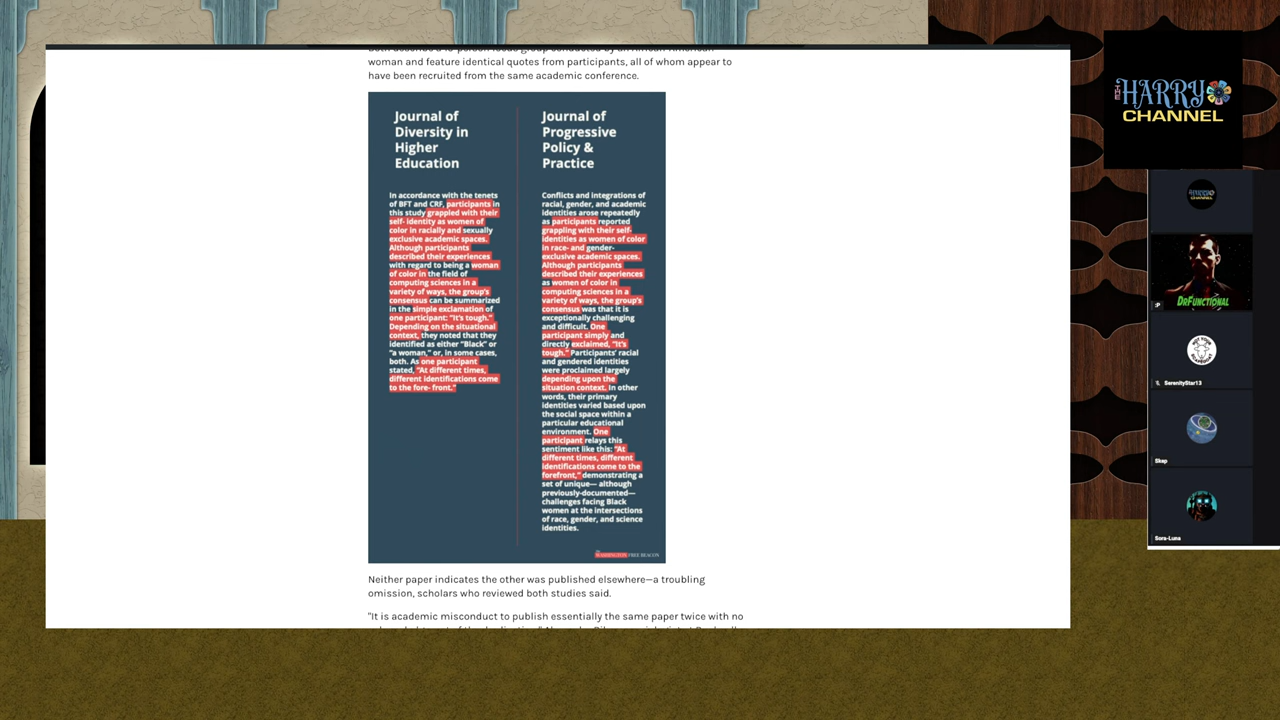 woman and feature identical quotes from participants, all of whom appear to
have been recruited from the same academic conference.
Journal of
Diversity in
Higher
Education
In accordance with the tenets
of BFT and CRF, participants in
this study grappled with their
self- identity as women of
color in racially and sexually
exclusive academic spaces.
Although participants
described their experiences
with regard to being a woman
of color in the field of
computing sciences in a
variety of ways, the group's
consensus can be summarized
in the simple exclamation of
one participant: "It's tough."
Depending on the situational
context, they noted that they
identified as either "Black" or
"a woman," or, in some cases,
both. As one participant
stated, "At different times,
different identifications come
to the fore- front."
Journal of
Progressive
Policy &
Practice
Conflicts and integrations of
racial, gender, and academic
identities arose repeatedly
as participants reported
grappling with their self-
identities as women of color
in race- and gender-
exclusive academic spaces.
Although participants
described their experiences
as women of color in
computing sciences in a
variety of ways, the group's
consensus was that it is
exceptionally challenging
and difficult. One
participant simply and
directly exclaimed, "It's
tough." Participants' racial
and gendered identities
were proclaimed largely
depending upon the
situation context. In other
words, their primary
identities varied based upon
the social space within a
particular educational
environment. One
participant relays this
sentiment like this: "At
different times, different
identifications come to the
forefront," demonstrating a
set of unique— although
previously-documented—
challenges facing Black
women at the intersections
of race, gender, and science
identities.
WASHINGTON FREE BEACON
Neither paper indicates the other was published elsewhere—a troubling
omission, scholars who reviewed both studies said.
"It is academic misconduct to publish essentially the same paper twice with no
THE HARRY
CHANNEL
DRFUNCTIONAL
:P
SerenityStar13
Skep
Sora-Luna